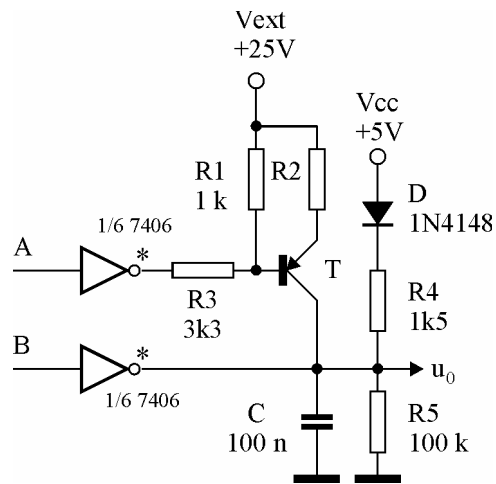 Vext
+25V
Vcc
+5V
R1
1 k
R2
D
1N4148
1/6 7406
A
*
R3
3k3
T
R4
1k5
B
*
1/6 7406
u0
C
100 n
R5
100 k